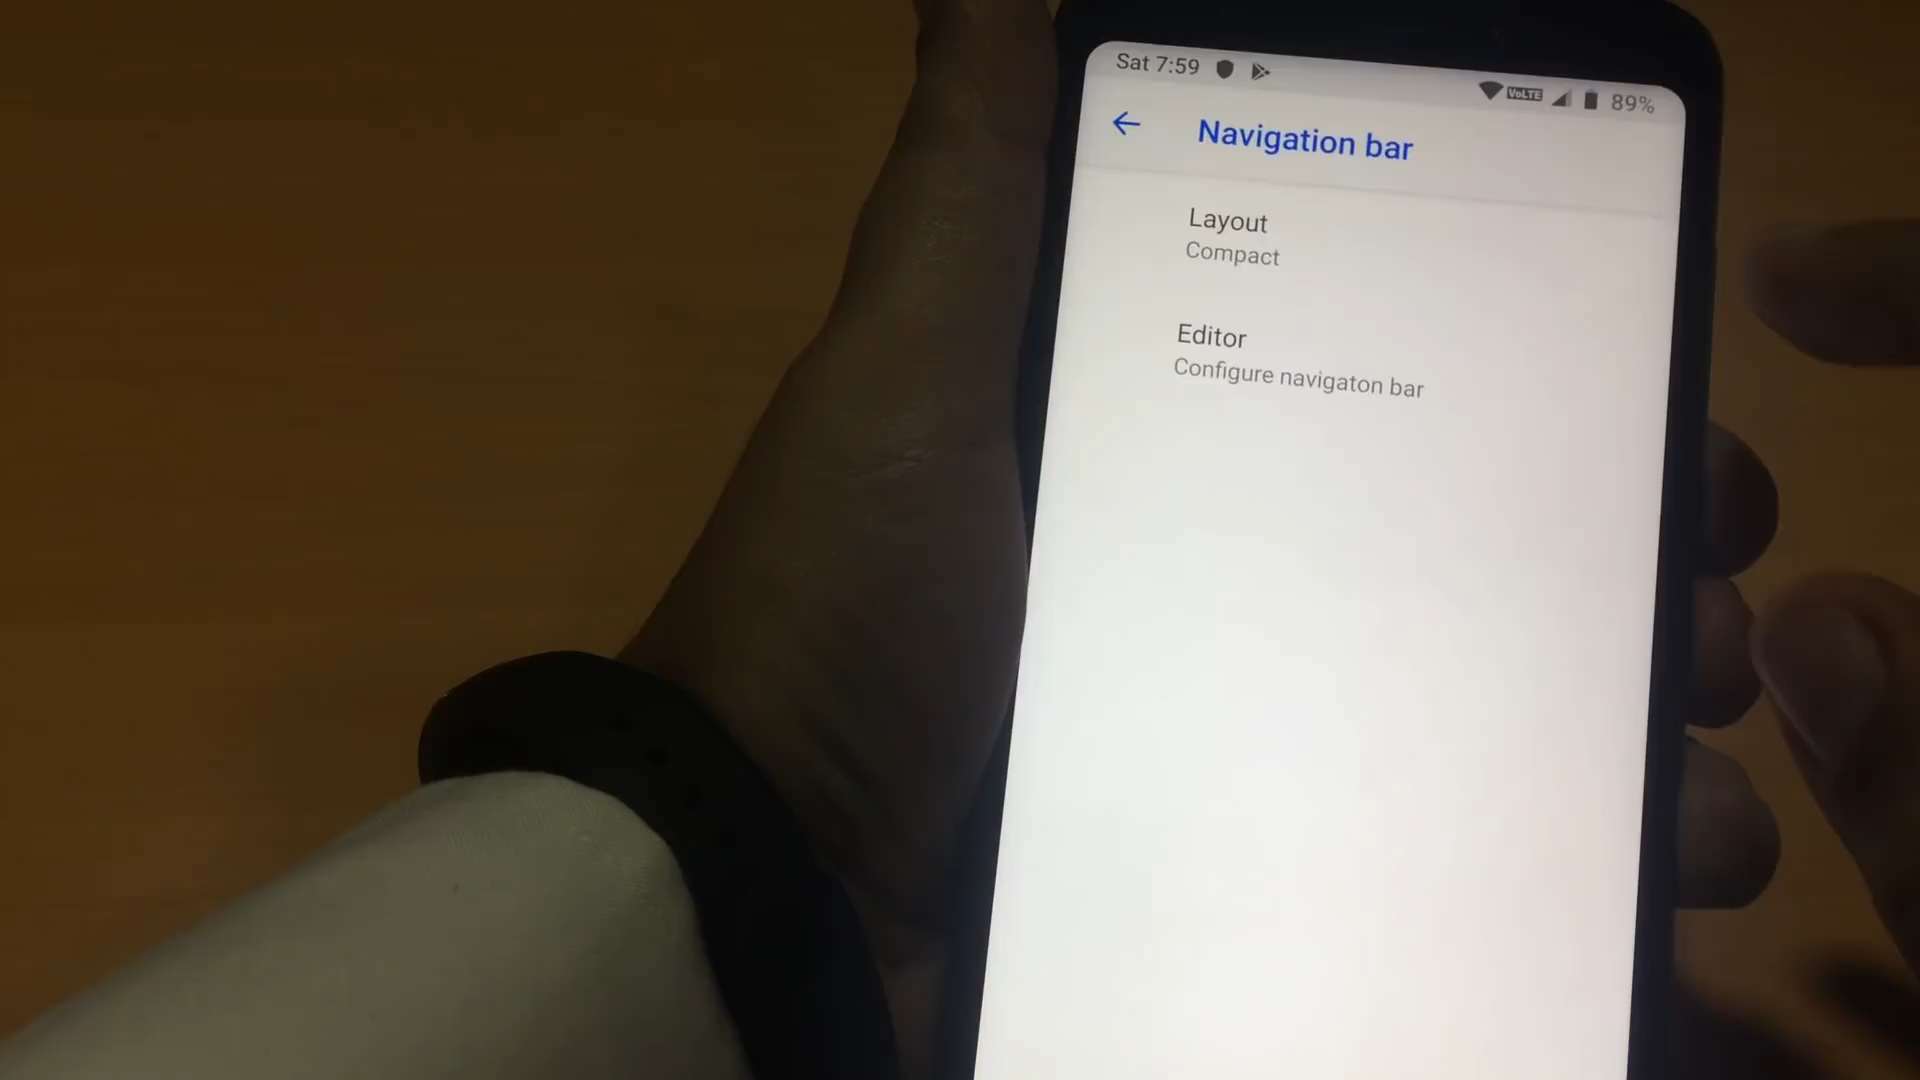 Sat 7:59
VoLTE
89%
Navigation bar
Layout
Compact
Editor
Configure navigaton bar